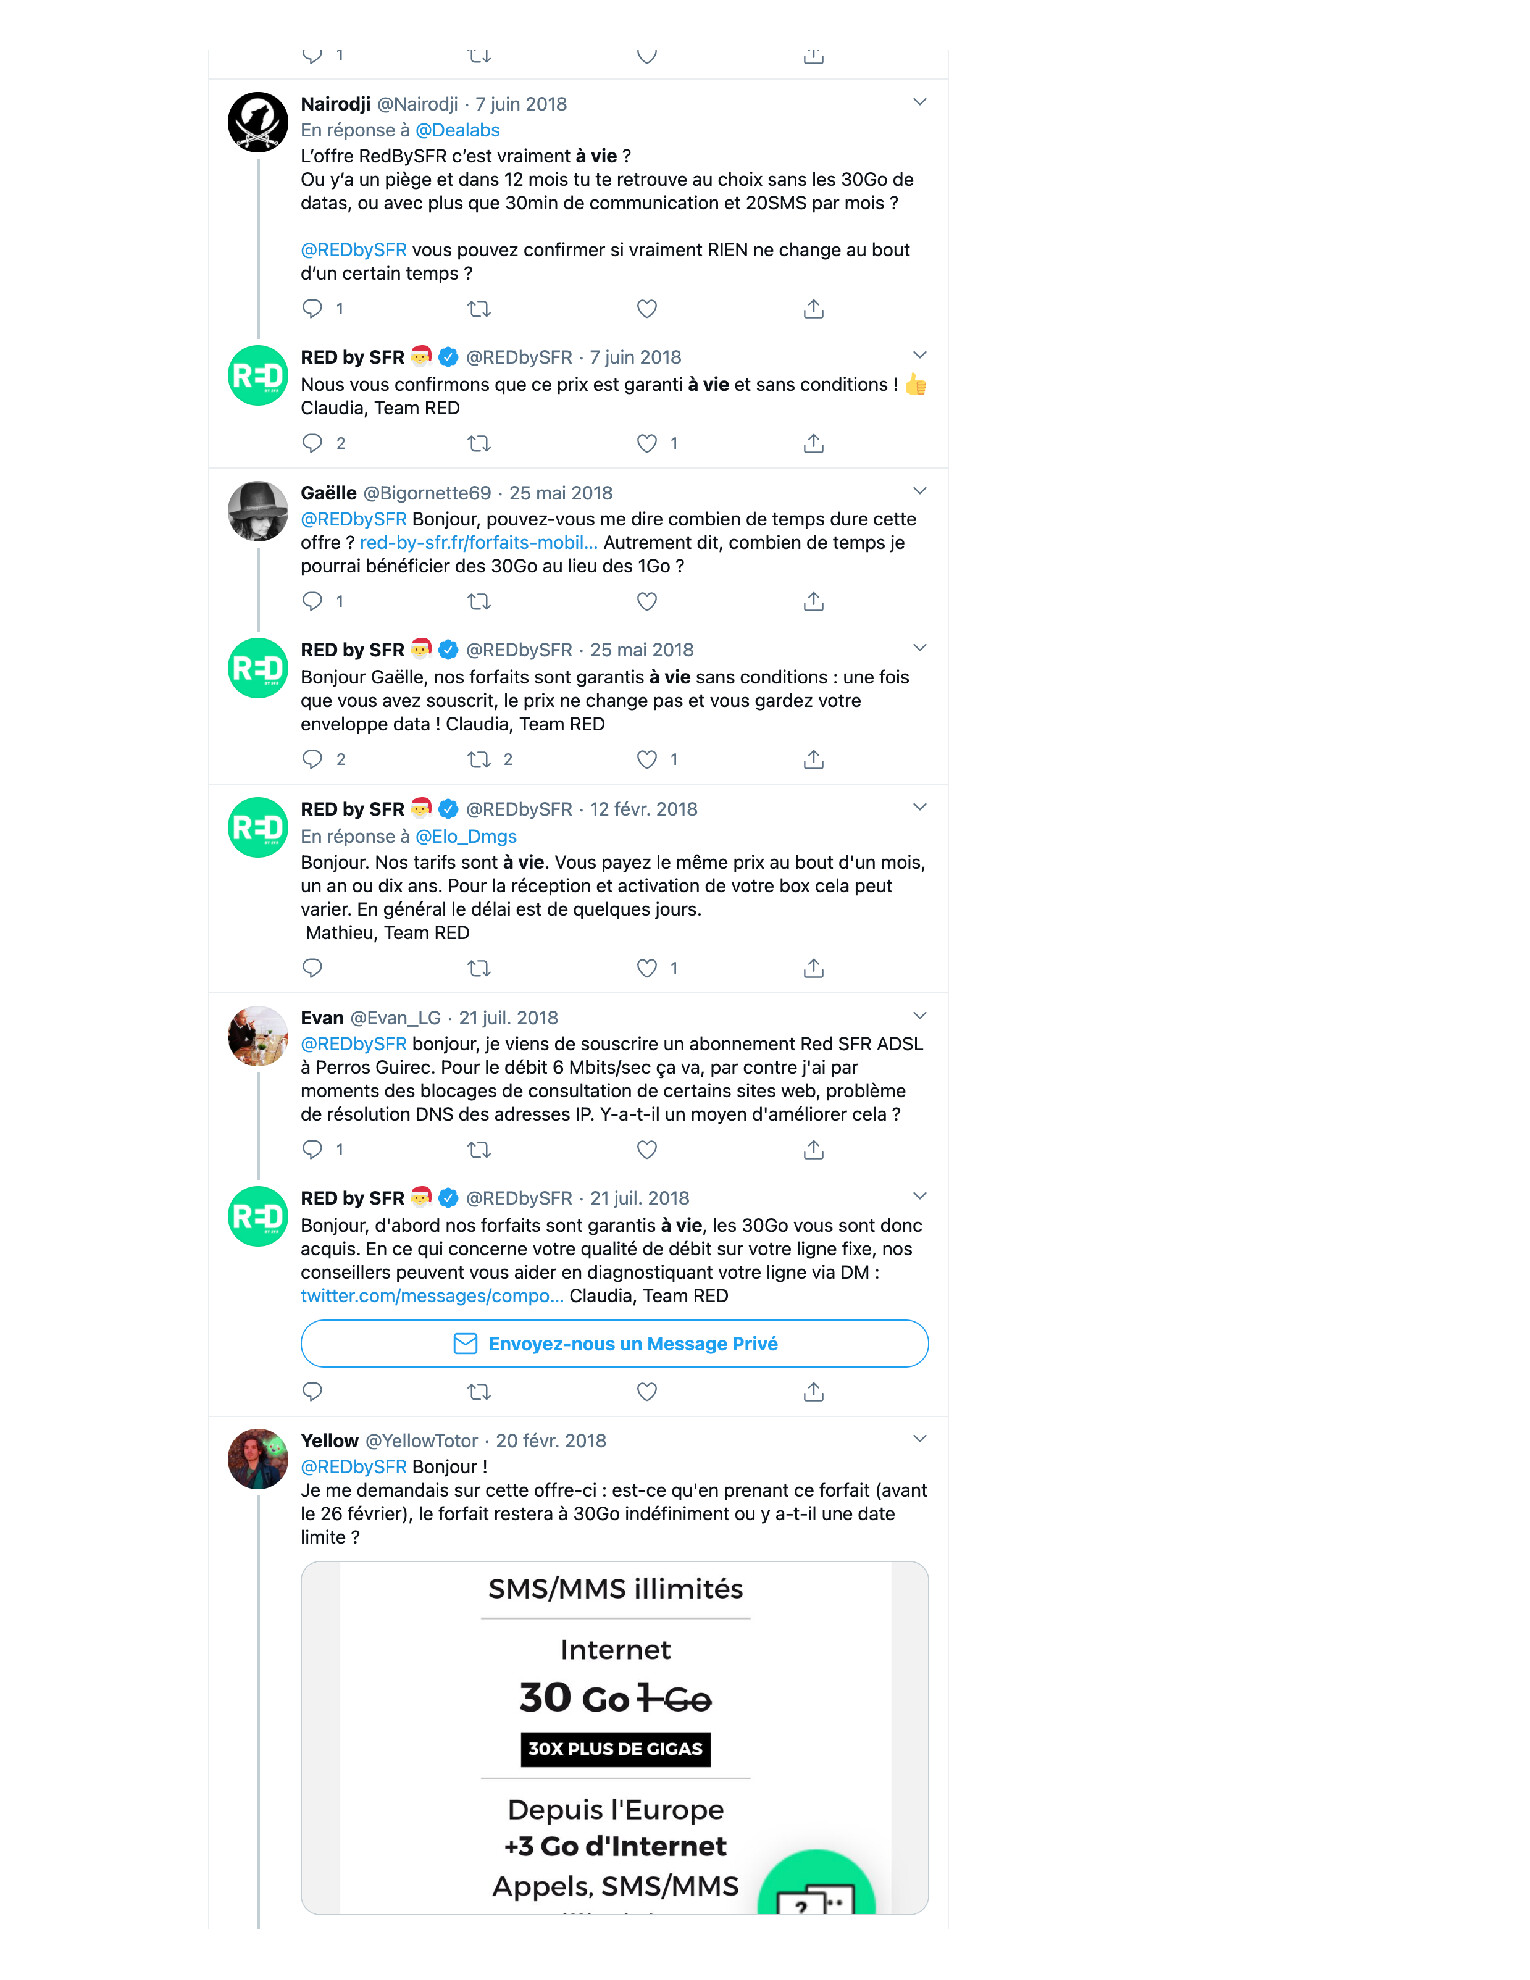 1
Nairodji @Nairodji · 7 juin 2018
En réponse à @Dealabs
L'offre RedBySFR c'est vraiment à vie ?
Ou y'a un piège et dans 12 mois tu te retrouve au choix sans les 30Go de
datas, ou avec plus que 30min de communication et 20SMS par mois ?
@REDbySFR vous pouvez confirmer si vraiment RIEN ne change au bout
d'un certain temps ?
1
RED by SFR @REDbySFR · 7 juin 2018
RED
Nous vous confirmons que ce prix est garanti à vie et sans conditions !
Claudia, Team RED
2 1
Gaëlle @Bigornette69 · 25 mai 2018
@REDbySFR Bonjour, pouvez-vous me dire combien de temps dure cette
offre ? red-by-sfr.fr/forfaits-mobil... Autrement dit, combien de temps je
pourrai bénéficier des 30Go au lieu des 1Go ?
1
RED by SFR @REDbySFR · 25 mai 2018
RED
Bonjour Gaëlle, nos forfaits sont garantis à vie sans conditions : une fois
que vous avez souscrit, le prix ne change pas et vous gardez votre
enveloppe data ! Claudia, Team RED
2 2 1
RED by SFR @REDbySFR · 12 févr. 2018
RED
En réponse à @Elo_Dmgs
Bonjour. Nos tarifs sont à vie. Vous payez le même prix au bout d'un mois,
un an ou dix ans. Pour la réception et activation de votre box cela peut
varier. En général le délai est de quelques jours.
Mathieu, Team RED
1
Evan @Evan_LG · 21 juil. 2018
@REDbySFR bonjour, je viens de souscrire un abonnement Red SFR ADSL
à Perros Guirec. Pour le débit 6 Mbits/sec ça va, par contre j'ai par
moments des blocages de consultation de certains sites web, problème
de résolution DNS des adresses IP. Y-a-t-il un moyen d'améliorer cela ?
1
RED by SFR @REDbySFR · 21 juil. 2018
RED
Bonjour, d'abord nos forfaits sont garantis à vie, les 30Go vous sont donc
acquis. En ce qui concerne votre qualité de débit sur votre ligne fixe, nos
conseillers peuvent vous aider en diagnostiquant votre ligne via DM :
twitter.com/messages/compo... Claudia, Team RED
Envoyez-nous un Message Privé
Yellow @YellowTotor · 20 févr. 2018
@REDbySFR Bonjour !
Je me demandais sur cette offre-ci : est-ce qu'en prenant ce forfait (avant
le 26 février), le forfait restera à 30Go indéfiniment ou y a-t-il une date
limite ?
SMS/MMS illimités
Internet
30 Go 1 Go
30X PLUS DE GIGAS
Depuis l'Europe
+3 Go d'Internet
Appels, SMS/MMS
?